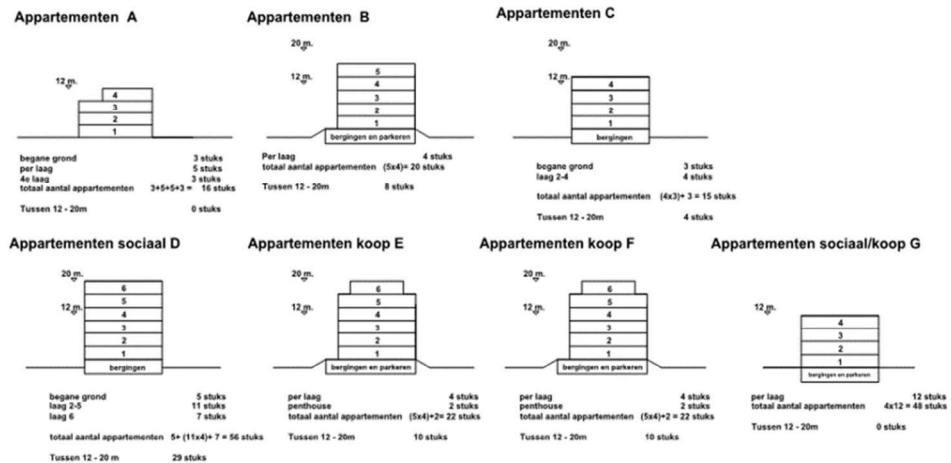 Appartementen A
12 m.
4
3
2
1
begane grond 3 stuks
per laag 5 stuks
4e laag 3 stuks
totaal aantal appartementen 3+5+5+3 = 16 stuks
Tussen 12 - 20m 0 stuks
Appartementen B
20 m.
12 m.
5
4
3
2
1
bergingen en parkeren
Per laag 4 stuks
totaal aantal appartementen (5x4)= 20 stuks
Tussen 12 - 20m 8 stuks
Appartementen C
20 m.
12 m.
4
3
2
1
bergingen
begane grond 3 stuks
laag 2-4 4 stuks
totaal aantal appartementen (4x3)+ 3 = 15 stuks
Tussen 12 - 20m 4 stuks
Appartementen sociaal D
20 m.
12 m.
6
5
4
3
2
1
bergingen
begane grond 5 stuks
laag 2-5 11 stuks
laag 6 7 stuks
totaal aantal appartementen 5+ (11x4)+ 7 = 56 stuks
Tussen 12 - 20 m 29 stuks
Appartementen koop E
20 m.
12 m.
6
5
4
3
2
1
bergingen en parkeren
per laag 4 stuks
penthouse 2 stuks
totaal aantal appartementen (5x4)+2= 22 stuks
Tussen 12 - 20m 10 stuks
Appartementen koop F
20 m.
12 m.
6
5
4
3
2
1
bergingen en parkeren
per laag 4 stuks
penthouse 2 stuks
totaal aantal appartementen (5x4)+2= 22 stuks
Tussen 12 - 20m 10 stuks
Appartementen sociaal/koop G
12 m.
4
3
2
1
bergingen en parkeren
per laag 12 stuks
totaal aantal appartementen 4x12 = 48 stuks
Tussen 12 - 20m 0 stuks